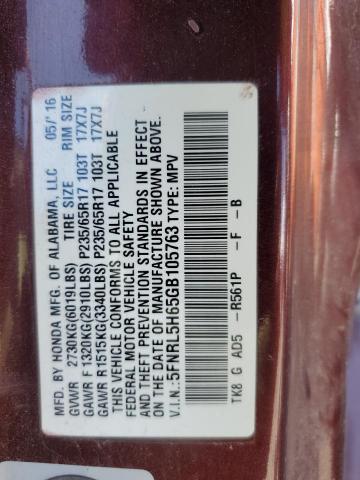 MFD BY HONDA MFG. OF ALABAMA, LLC 05/'16
GVWR 2730KG(6019LBS) TIRE SIZE RIM SIZE
GAWR F 1320KG(2910LBS) P235/65R17 103T 17X7J
GAWR R1515KG(3340LBS) P235/65R17 103T 17X7J
THIS VEHICLE CONFORMS TO ALL APPLICABLE
FEDERAL MOTOR VEHICLE SAFETY
AND THEFT PREVENTION STANDARDS IN EFFECT
ON THE DATE OF MANUFACTURE SHOWN ABOVE.
V.I.N.:5FNRL5H65GB105763 TYPE: MPV
TK8 G AD5 -R561P -F -B